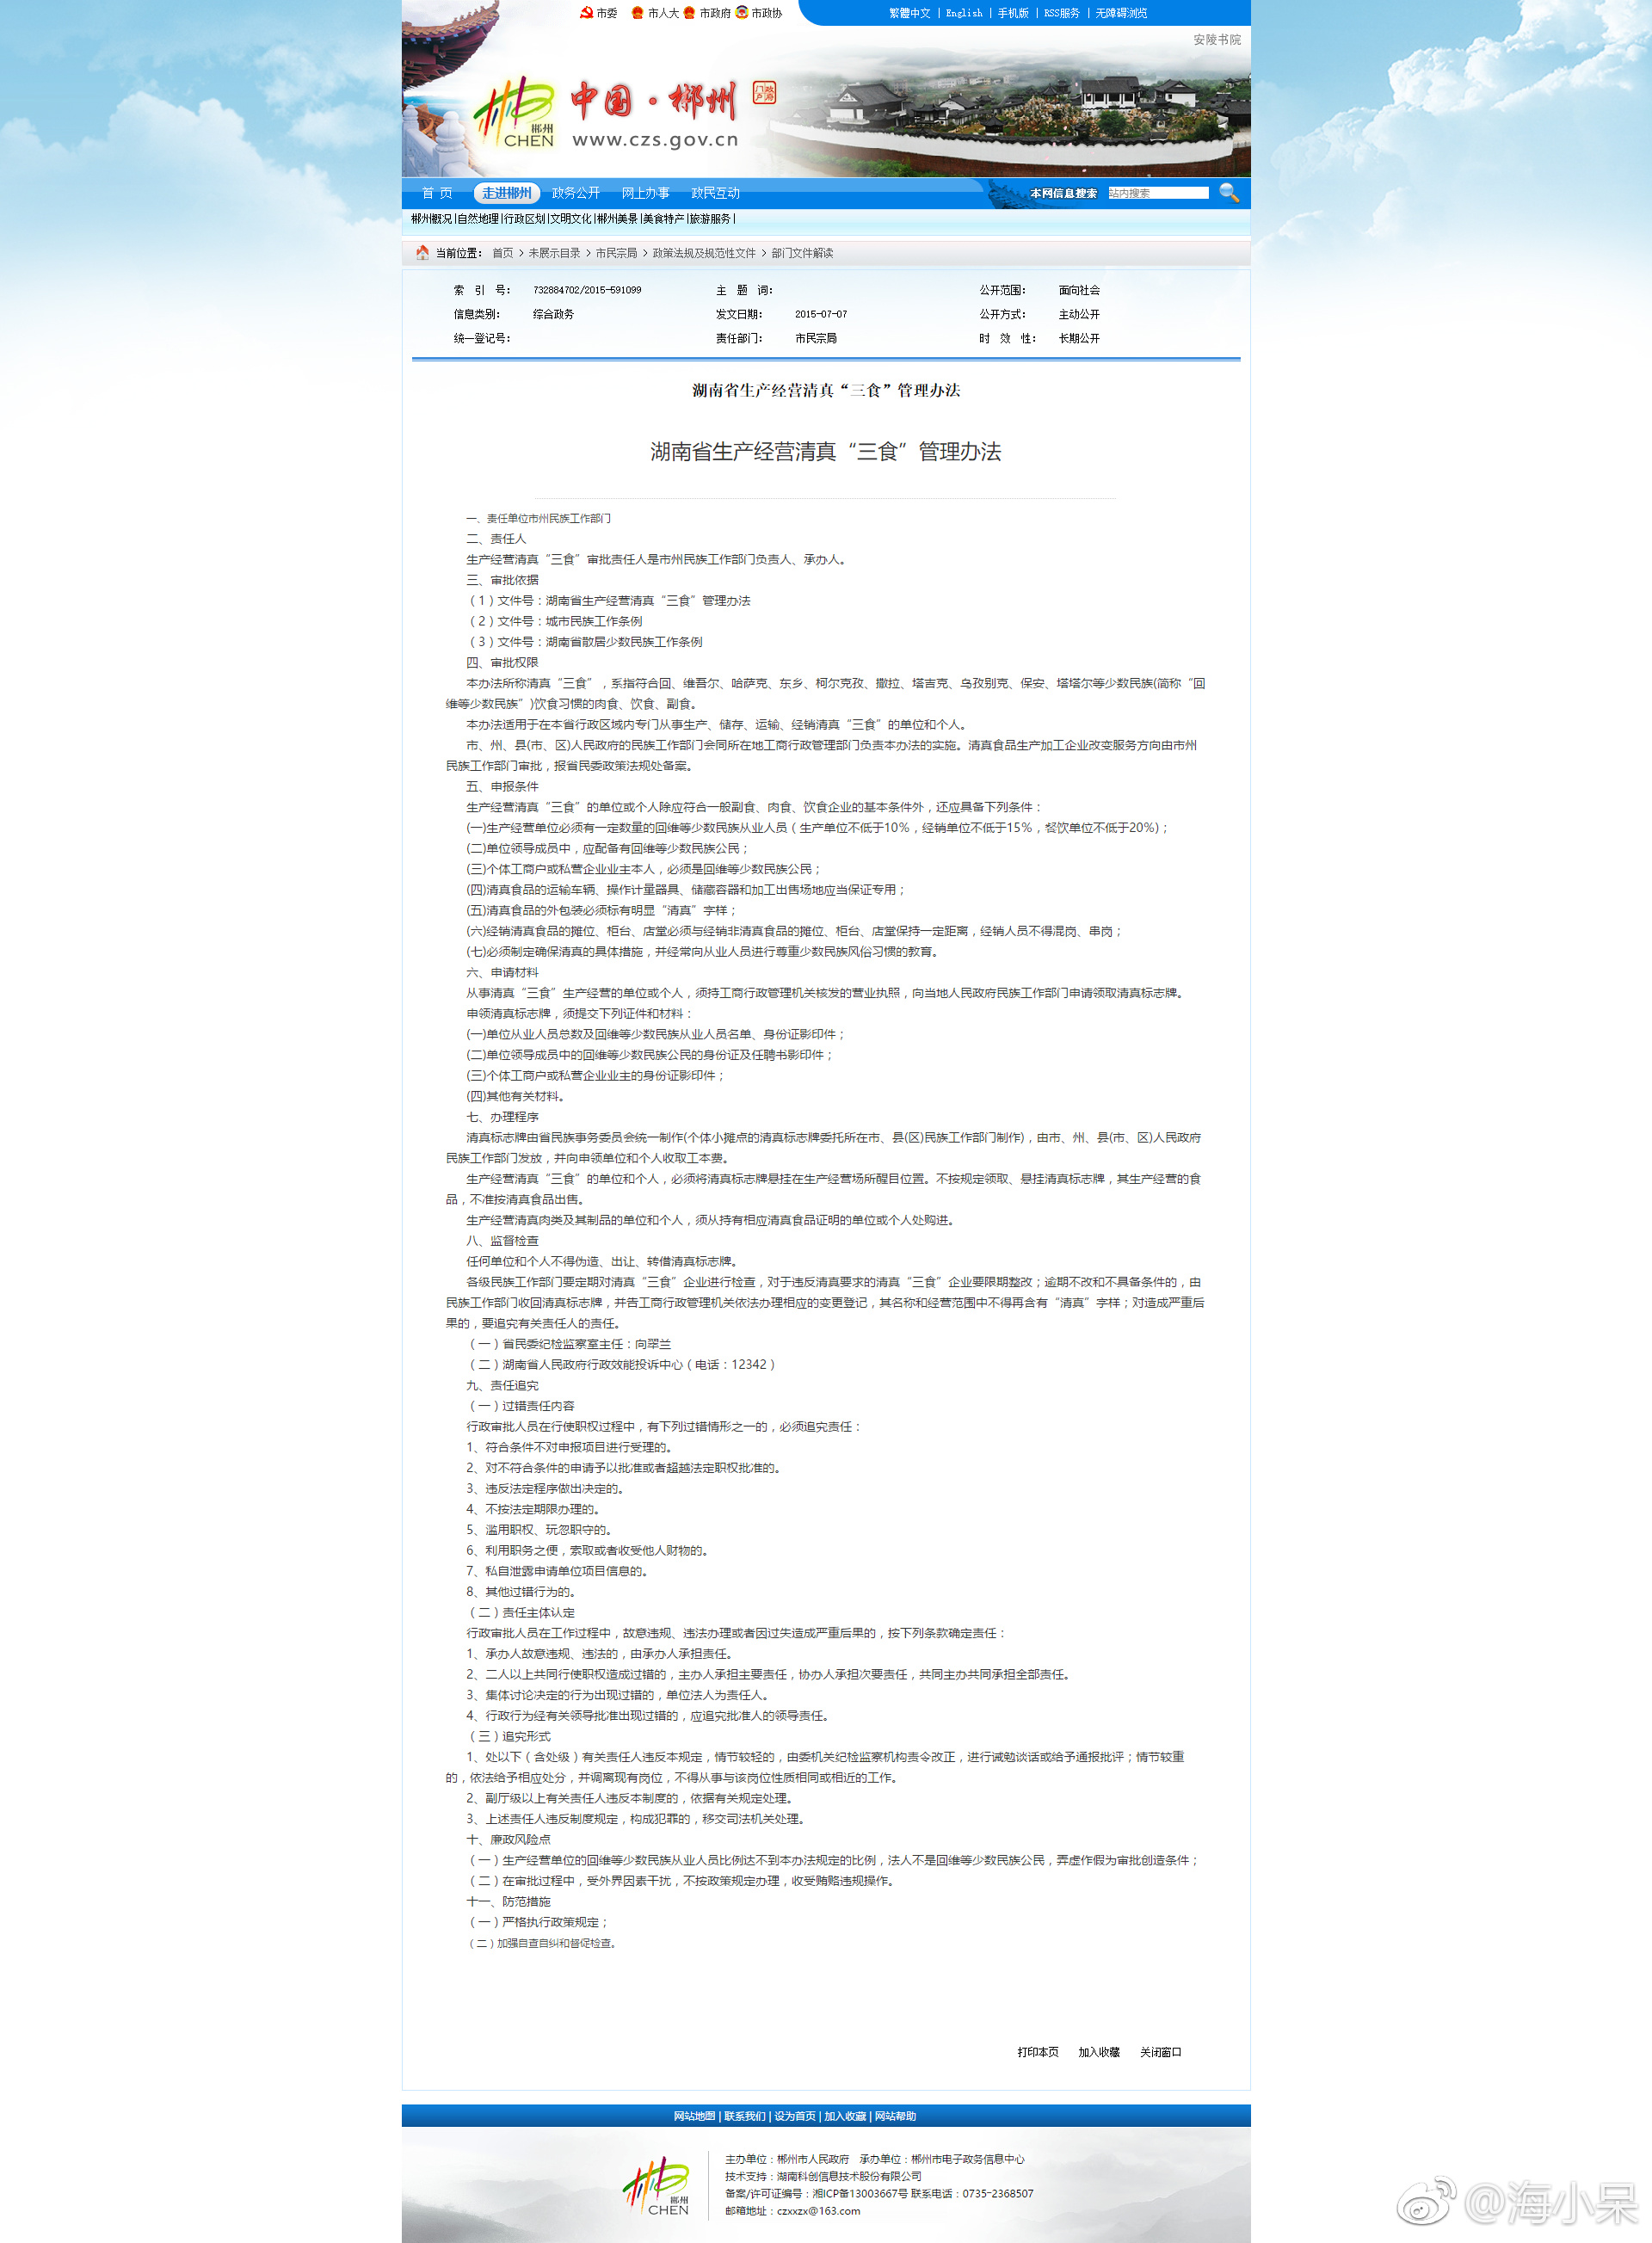 市委 市人大 市政府 市政协 繁體中文 | English | 手机版 | RSS服务 | 无障碍浏览
安陵书院
中国·郴州 政府门户
郴州
CHEN www.czs.gov.cn
首 页 走进郴州 政务公开 网上办事 政民互动 本网信息搜索 站内搜索
郴州概况|自然地理|行政区划|文明文化|郴州美景|美食特产|旅游服务|
当前位置: 首页 > 未展示目录 > 市民宗局 > 政策法规及规范性文件 > 部门文件解读
索 引 号: 732884702/2015-591099 主 题 词: 公开范围: 面向社会
信息类别: 综合政务 发文日期: 2015-07-07 公开方式: 主动公开
统一登记号: 责任部门: 市民宗局 时 效 性: 长期公开
湖南省生产经营清真“三食”管理办法
湖南省生产经营清真“三食”管理办法
一、责任单位市州民族工作部门
二、责任人
生产经营清真“三食”审批责任人是市州民族工作部门负责人、承办人。
三、审批依据
（1）文件号：湖南省生产经营清真“三食”管理办法
（2）文件号：城市民族工作条例
（3）文件号：湖南省散居少数民族工作条例
四、审批权限
本办法所称清真“三食”，系指符合回、维吾尔、哈萨克、东乡、柯尔克孜、撒拉、塔吉克、乌孜别克、保安、塔塔尔等少数民族(简称“回
维等少数民族”)饮食习惯的肉食、饮食、副食。
本办法适用于在本省行政区域内专门从事生产、储存、运输、经销清真“三食”的单位和个人。
市、州、县(市、区)人民政府的民族工作部门会同所在地工商行政管理部门负责本办法的实施。清真食品生产加工企业改变服务方向由市州
民族工作部门审批，报省民委政策法规处备案。
五、申报条件
生产经营清真“三食”的单位或个人除应符合一般副食、肉食、饮食企业的基本条件外，还应具备下列条件：
(一)生产经营单位必须有一定数量的回维等少数民族从业人员（生产单位不低于10%，经销单位不低于15%，餐饮单位不低于20%)；
(二)单位领导成员中，应配备有回维等少数民族公民；
(三)个体工商户或私营企业业主本人，必须是回维等少数民族公民；
(四)清真食品的运输车辆、操作计量器具、储藏容器和加工出售场地应当保证专用；
(五)清真食品的外包装必须标有明显“清真”字样；
(六)经销清真食品的摊位、柜台、店堂必须与经销非清真食品的摊位、柜台、店堂保持一定距离，经销人员不得混岗、串岗；
(七)必须制定确保清真的具体措施，并经常向从业人员进行尊重少数民族风俗习惯的教育。
六、申请材料
从事清真“三食”生产经营的单位或个人，须持工商行政管理机关核发的营业执照，向当地人民政府民族工作部门申请领取清真标志牌。
申领清真标志牌，须提交下列证件和材料：
(一)单位从业人员总数及回维等少数民族从业人员名单、身份证影印件；
(二)单位领导成员中的回维等少数民族公民的身份证及任聘书影印件；
(三)个体工商户或私营企业业主的身份证影印件；
(四)其他有关材料。
七、办理程序
清真标志牌由省民族事务委员会统一制作(个体小摊点的清真标志牌委托所在市、县(区)民族工作部门制作)，由市、州、县(市、区)人民政府
民族工作部门发放，并向申领单位和个人收取工本费。
生产经营清真“三食”的单位和个人，必须将清真标志牌悬挂在生产经营场所醒目位置。不按规定领取、悬挂清真标志牌，其生产经营的食
品，不准按清真食品出售。
生产经营清真肉类及其制品的单位和个人，须从持有相应清真食品证明的单位或个人处购进。
八、监督检查
任何单位和个人不得伪造、出让、转借清真标志牌。
各级民族工作部门要定期对清真“三食”企业进行检查，对于违反清真要求的清真“三食”企业要限期整改；逾期不改和不具备条件的，由
民族工作部门收回清真标志牌，并告工商行政管理机关依法办理相应的变更登记，其名称和经营范围中不得再含有“清真”字样；对造成严重后
果的，要追究有关责任人的责任。
（一）省民委纪检监察室主任：向翠兰
（二）湖南省人民政府行政效能投诉中心（电话：12342）
九、责任追究
（一）过错责任内容
行政审批人员在行使职权过程中，有下列过错情形之一的，必须追究责任：
1、符合条件不对申报项目进行受理的。
2、对不符合条件的申请予以批准或者超越法定职权批准的。
3、违反法定程序做出决定的。
4、不按法定期限办理的。
5、滥用职权、玩忽职守的。
6、利用职务之便，索取或者收受他人财物的。
7、私自泄露申请单位项目信息的。
8、其他过错行为的。
（二）责任主体认定
行政审批人员在工作过程中，故意违规、违法办理或者因过失造成严重后果的，按下列条款确定责任：
1、承办人故意违规、违法的，由承办人承担责任。
2、二人以上共同行使职权造成过错的，主办人承担主要责任，协办人承担次要责任，共同主办共同承担全部责任。
3、集体讨论决定的行为出现过错的，单位法人为责任人。
4、行政行为经有关领导批准出现过错的，应追究批准人的领导责任。
（三）追究形式
1、处以下（含处级）有关责任人违反本规定，情节较轻的，由委机关纪检监察机构责令改正，进行诫勉谈话或给予通报批评；情节较重
的，依法给予相应处分，并调离现有岗位，不得从事与该岗位性质相同或相近的工作。
2、副厅级以上有关责任人违反本制度的，依据有关规定处理。
3、上述责任人违反制度规定，构成犯罪的，移交司法机关处理。
十、廉政风险点
（一）生产经营单位的回维等少数民族从业人员比例达不到本办法规定的比例，法人不是回维等少数民族公民，弄虚作假为审批创造条件；
（二）在审批过程中，受外界因素干扰，不按政策规定办理，收受贿赂违规操作。
十一、防范措施
（一）严格执行政策规定；
（二）加强自查自纠和督促检查。
打印本页 加入收藏 关闭窗口
网站地图 | 联系我们 | 设为首页 | 加入收藏 | 网站帮助
主办单位：郴州市人民政府 承办单位：郴州市电子政务信息中心
技术支持：湖南科创信息技术股份有限公司
备案/许可证编号：湘ICP备13003667号 联系电话：0735-2368507
邮箱地址：czxxzx@163.com
郴州
CHEN
@海小呆